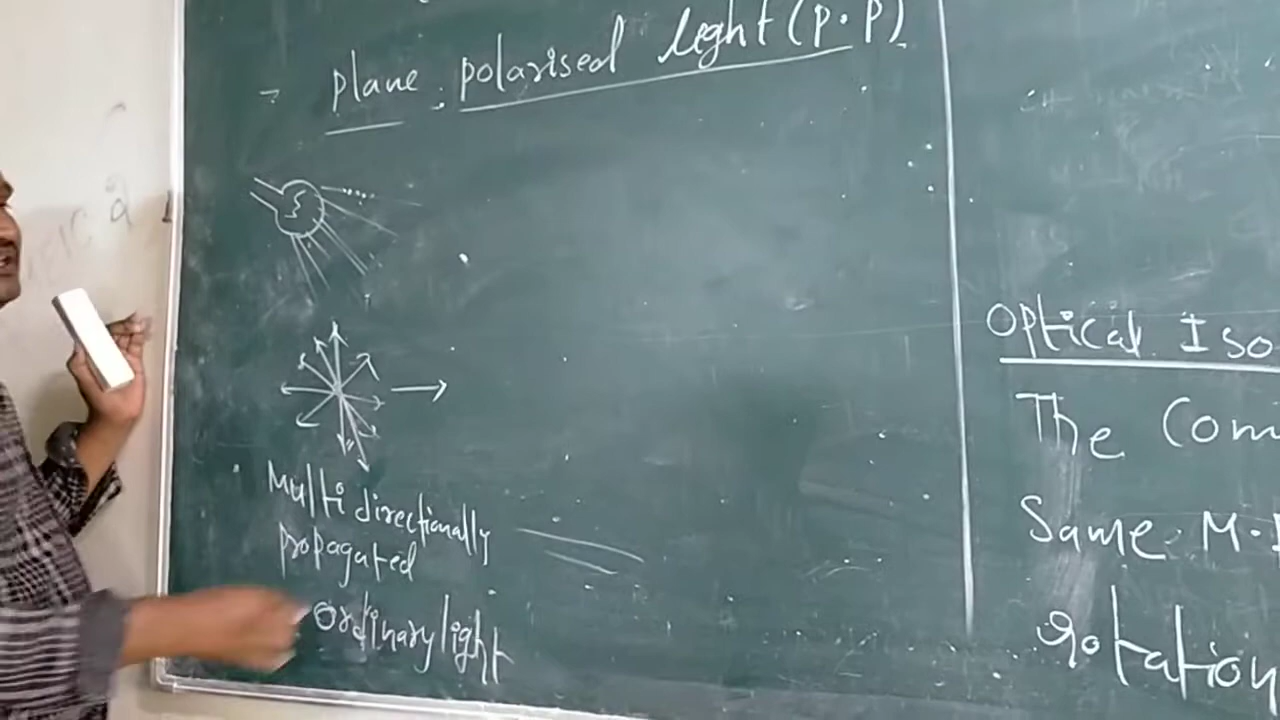 plane polarised light (P.P)
Multi directionally
propagated
ordinary light
Optical Iso
The Com
Same M.
rotation